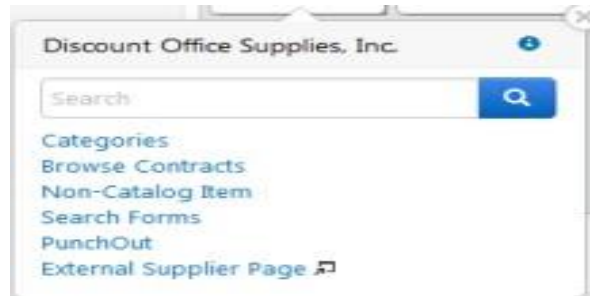 Discount Office Supplies, Inc.
Search
Categories
Browse Contracts
Non-Catalog Item
Search Forms
PunchOut
External Supplier Page